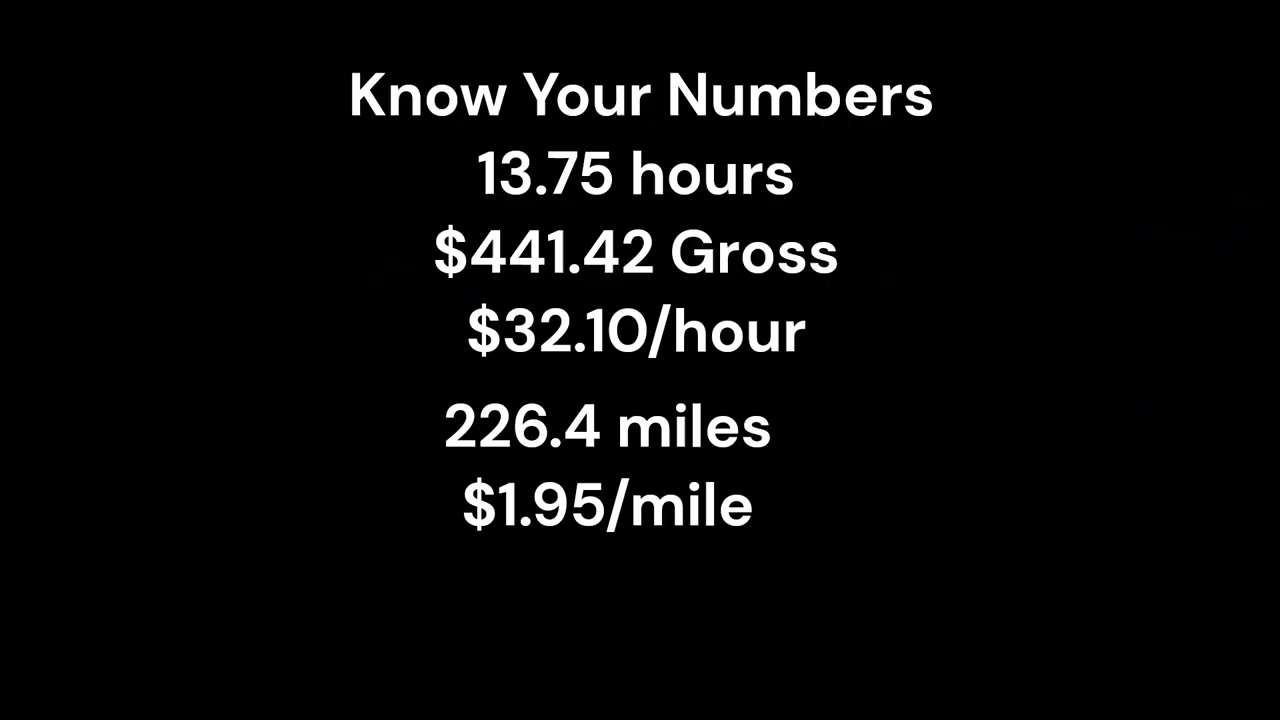 Know Your Numbers
13.75 hours
$441.42 Gross
$32.10/hour
226.4 miles
$1.95/mile